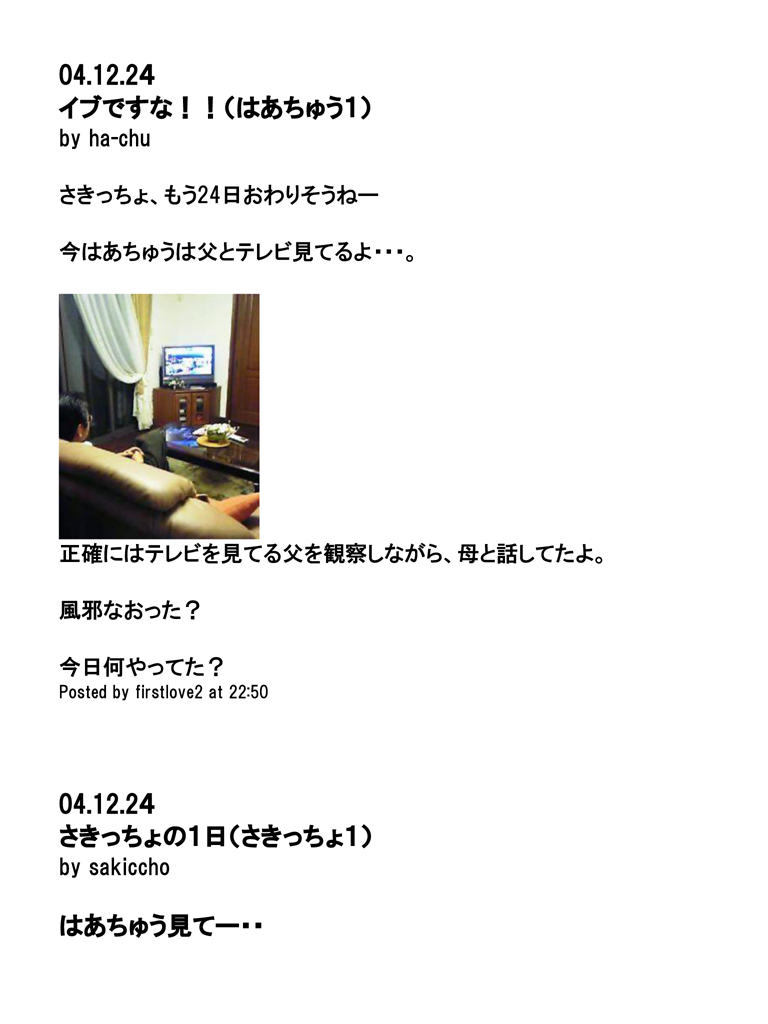 04.12.24
イブですな！！（はあちゅう１）
by ha-chu
さきっちょ、もう24日おわりそうねー
今はあちゅうは父とテレビ見てるよ・・・。
正確にはテレビを見てる父を観察しながら、母と話してたよ。
風邪なおった？
今日何やってた？
Posted by firstlove2 at 22:50
04.12.24
さきっちょの１日（さきっちょ１）
by sakiccho
はあちゅう見てー・・